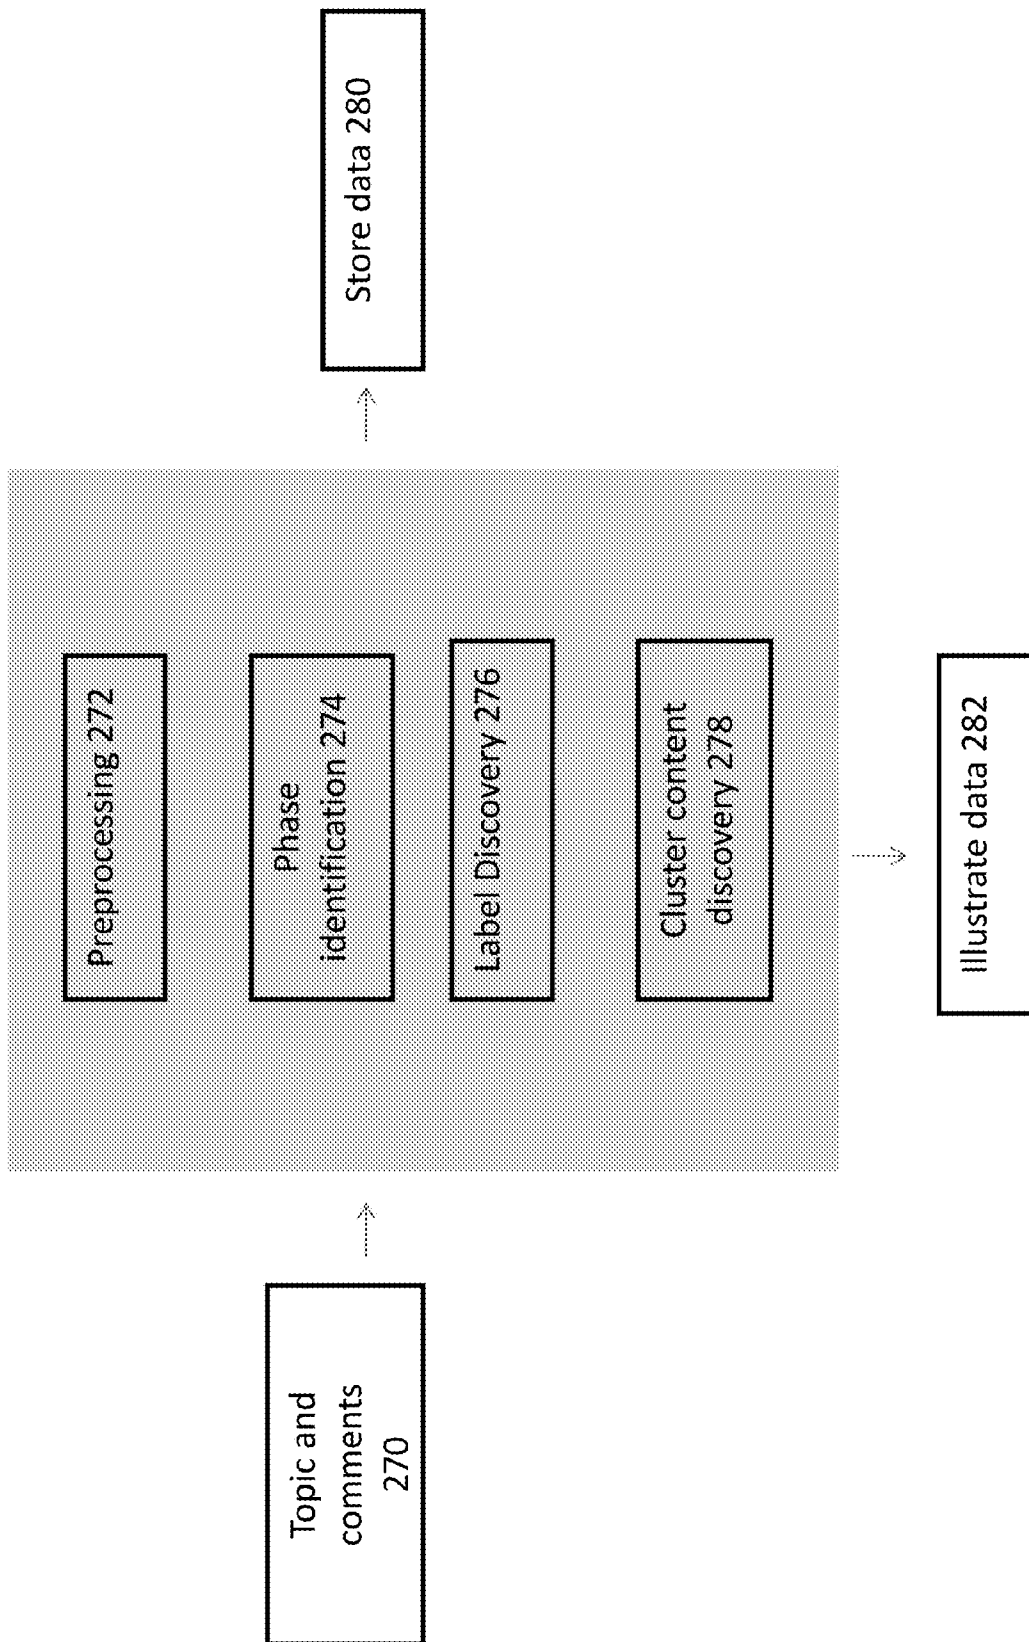 Topic and
comments
270
Preprocessing 272
Phase
identification 274
Label Discovery 276
Cluster content
discovery 278
Store data 280
Illustrate data 282